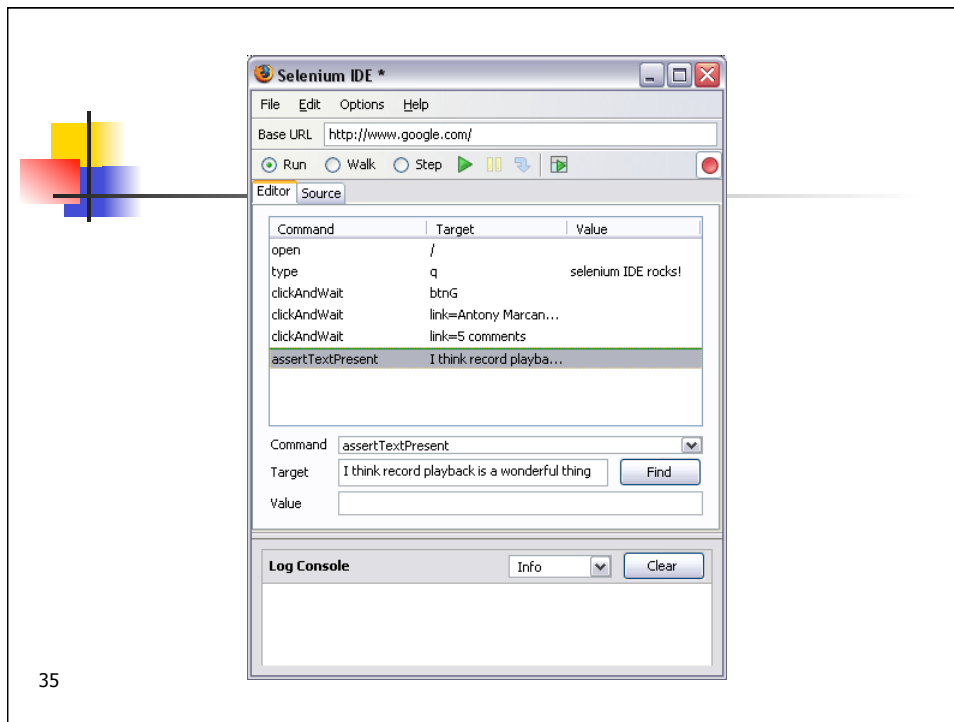 Selenium IDE *
File Edit Options Help
Base URL http://www.google.com/
Run Walk Step
Editor Source
Command Target Value
open /
type q selenium IDE rocks!
clickAndWait btnG
clickAndWait link=Antony Marcan...
clickAndWait link=5 comments
assertTextPresent I think record playba...
Command assertTextPresent
Target I think record playback is a wonderful thing Find
Value
Log Console Info Clear
35